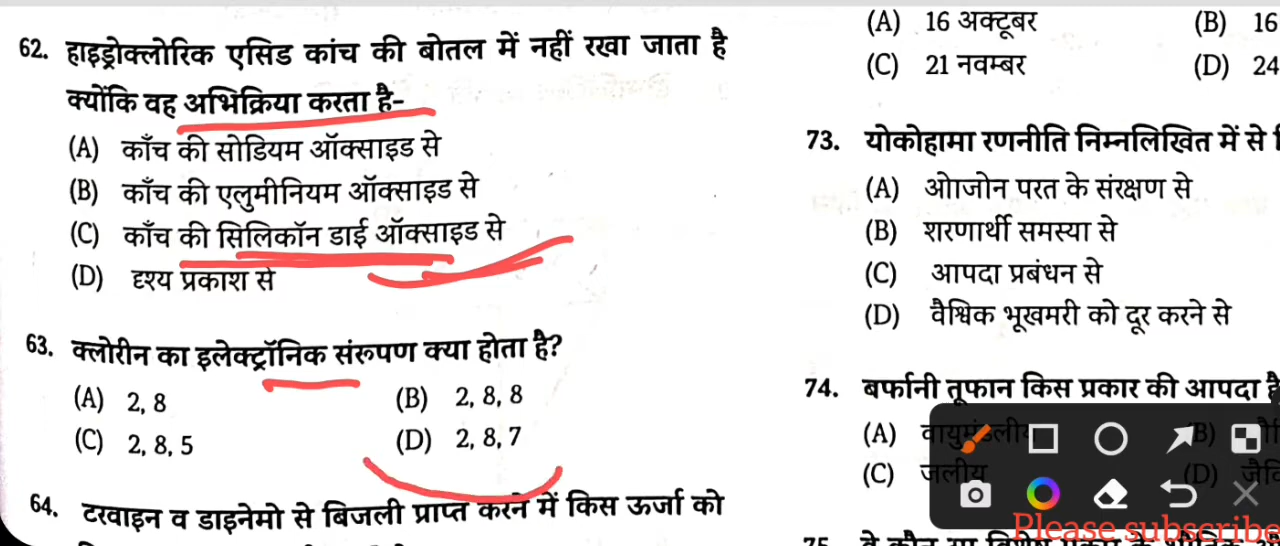 62. हाइड्रोक्लोरिक एसिड कांच की बोतल में नहीं रखा जाता है
क्योंकि वह अभिक्रिया करता है-
(A) काँच की सोडियम ऑक्साइड से
(B) काँच की एलुमीनियम ऑक्साइड से
(C) काँच की सिलिकॉन डाई ऑक्साइड से
(D) दृश्य प्रकाश से
63. क्लोरीन का इलेक्ट्रॉनिक संरूपण क्या होता है?
(A) 2, 8 (B) 2, 8, 8
(C) 2, 8, 5 (D) 2, 8, 7
64. टरवाइन व डाइनेमो से बिजली प्राप्त करने में किस ऊर्जा को
(A) 16 अक्टूबर (B) 16
(C) 21 नवम्बर (D) 24
73. योकोहामा रणनीति निम्नलिखित में से
(A) ओाजोन परत के संरक्षण से
(B) शरणार्थी समस्या से
(C) आपदा प्रबंधन से
(D) वैश्विक भूखमरी को दूर करने से
74. बर्फानी तूफान किस प्रकार की आपदा है
(A) वायुमंडलीय (B)
(C) जलीय (D)
Please subscribe